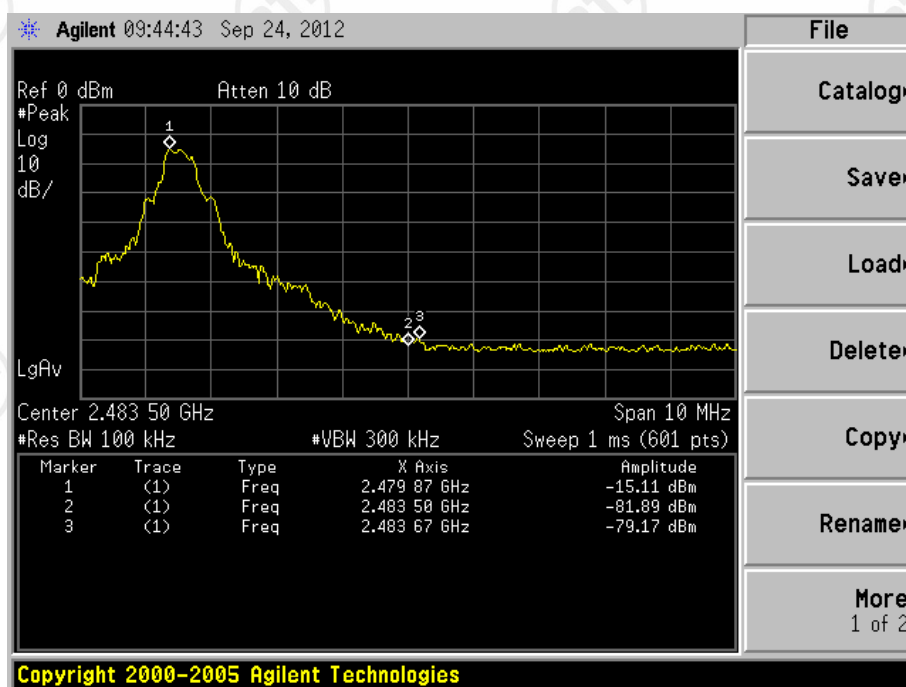 Agilent 09:44:43 Sep 24, 2012
File
Ref 0 dBm Atten 10 dB
#Peak
Log
10
dB/
1
2
3
LgAv
Center 2.483 50 GHz Span 10 MHz
#Res BW 100 kHz #VBW 300 kHz Sweep 1 ms (601 pts)
Marker Trace Type X Axis Amplitude
1 (1) Freq 2.479 87 GHz -15.11 dBm
2 (1) Freq 2.483 50 GHz -81.89 dBm
3 (1) Freq 2.483 67 GHz -79.17 dBm
Catalog
Save
Load
Delete
Copy
Rename
More
1 of 2
Copyright 2000-2005 Agilent Technologies